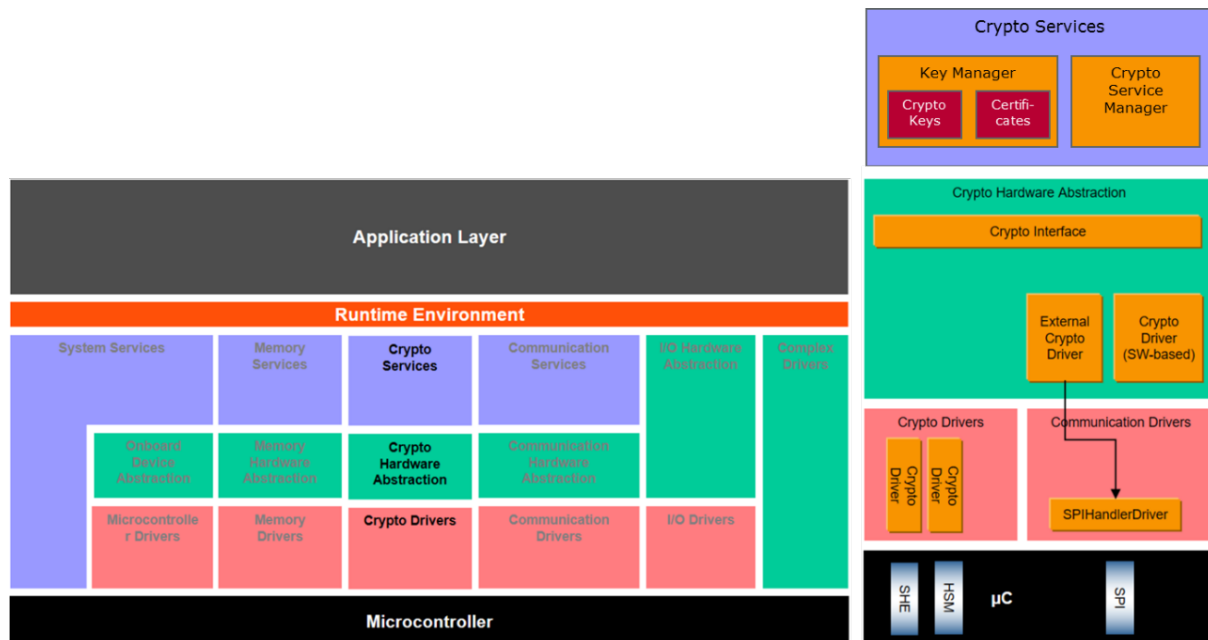 Application Layer
Runtime Environment
System Services
Memory
Services
Crypto
Services
Communication
Services
I/O Hardware
Abstraction
Complex
Drivers
Onboard
Device
Abstraction
Memory
Hardware
Abstraction
Crypto
Hardware
Abstraction
Communication
Hardware
Abstraction
Microcontrolle
r Drivers
Memory
Drivers
Crypto Drivers
Communication
Drivers
I/O Drivers
Microcontroller
Crypto Services
Key Manager
Crypto
Keys
Certifi-
cates
Crypto
Service
Manager
Crypto Hardware Abstraction
Crypto Interface
External
Crypto
Driver
Crypto
Driver
(SW-based)
Crypto Drivers
Crypto
Driver
Crypto
Driver
Communication Drivers
SPIHandlerDriver
SHE
HSM
µC
SPI